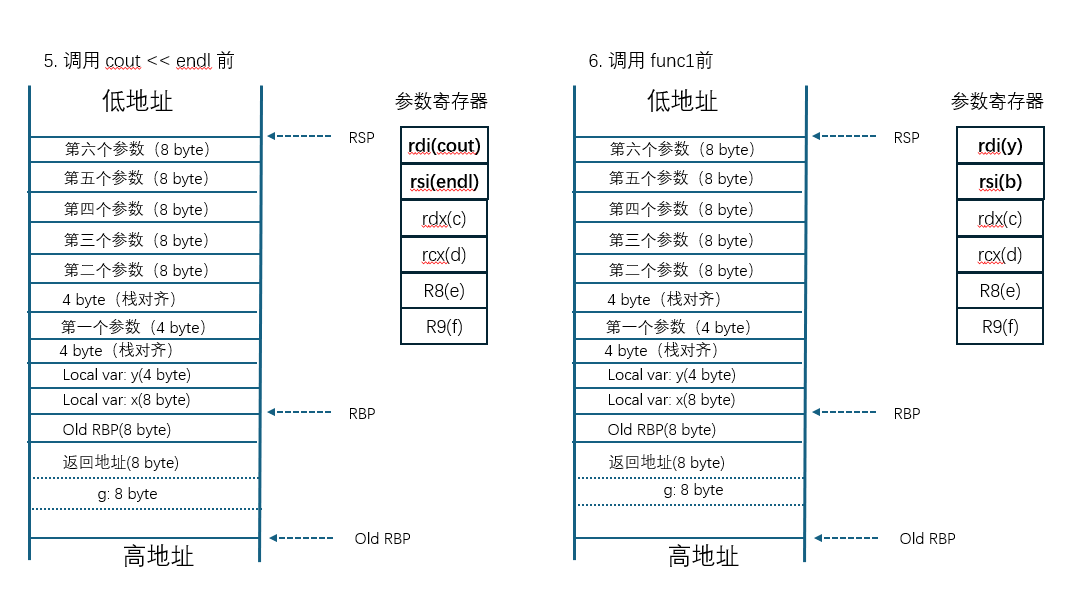 5. 调用 cout << endl 前
低地址
参数寄存器
RSP
第六个参数（8 byte）
第五个参数（8 byte）
第四个参数（8 byte）
第三个参数（8 byte）
第二个参数（8 byte）
4 byte（栈对齐）
第一个参数（4 byte）
4 byte（栈对齐）
Local var: y(4 byte)
Local var: x(8 byte)
RBP
Old RBP(8 byte)
返回地址(8 byte)
g: 8 byte
Old RBP
高地址
rdi(cout)
rsi(endl)
rdx(c)
rcx(d)
R8(e)
R9(f)
6. 调用 func1前
低地址
参数寄存器
RSP
第六个参数（8 byte）
第五个参数（8 byte）
第四个参数（8 byte）
第三个参数（8 byte）
第二个参数（8 byte）
4 byte（栈对齐）
第一个参数（4 byte）
4 byte（栈对齐）
Local var: y(4 byte)
Local var: x(8 byte)
RBP
Old RBP(8 byte)
返回地址(8 byte)
g: 8 byte
Old RBP
高地址
rdi(y)
rsi(b)
rdx(c)
rcx(d)
R8(e)
R9(f)